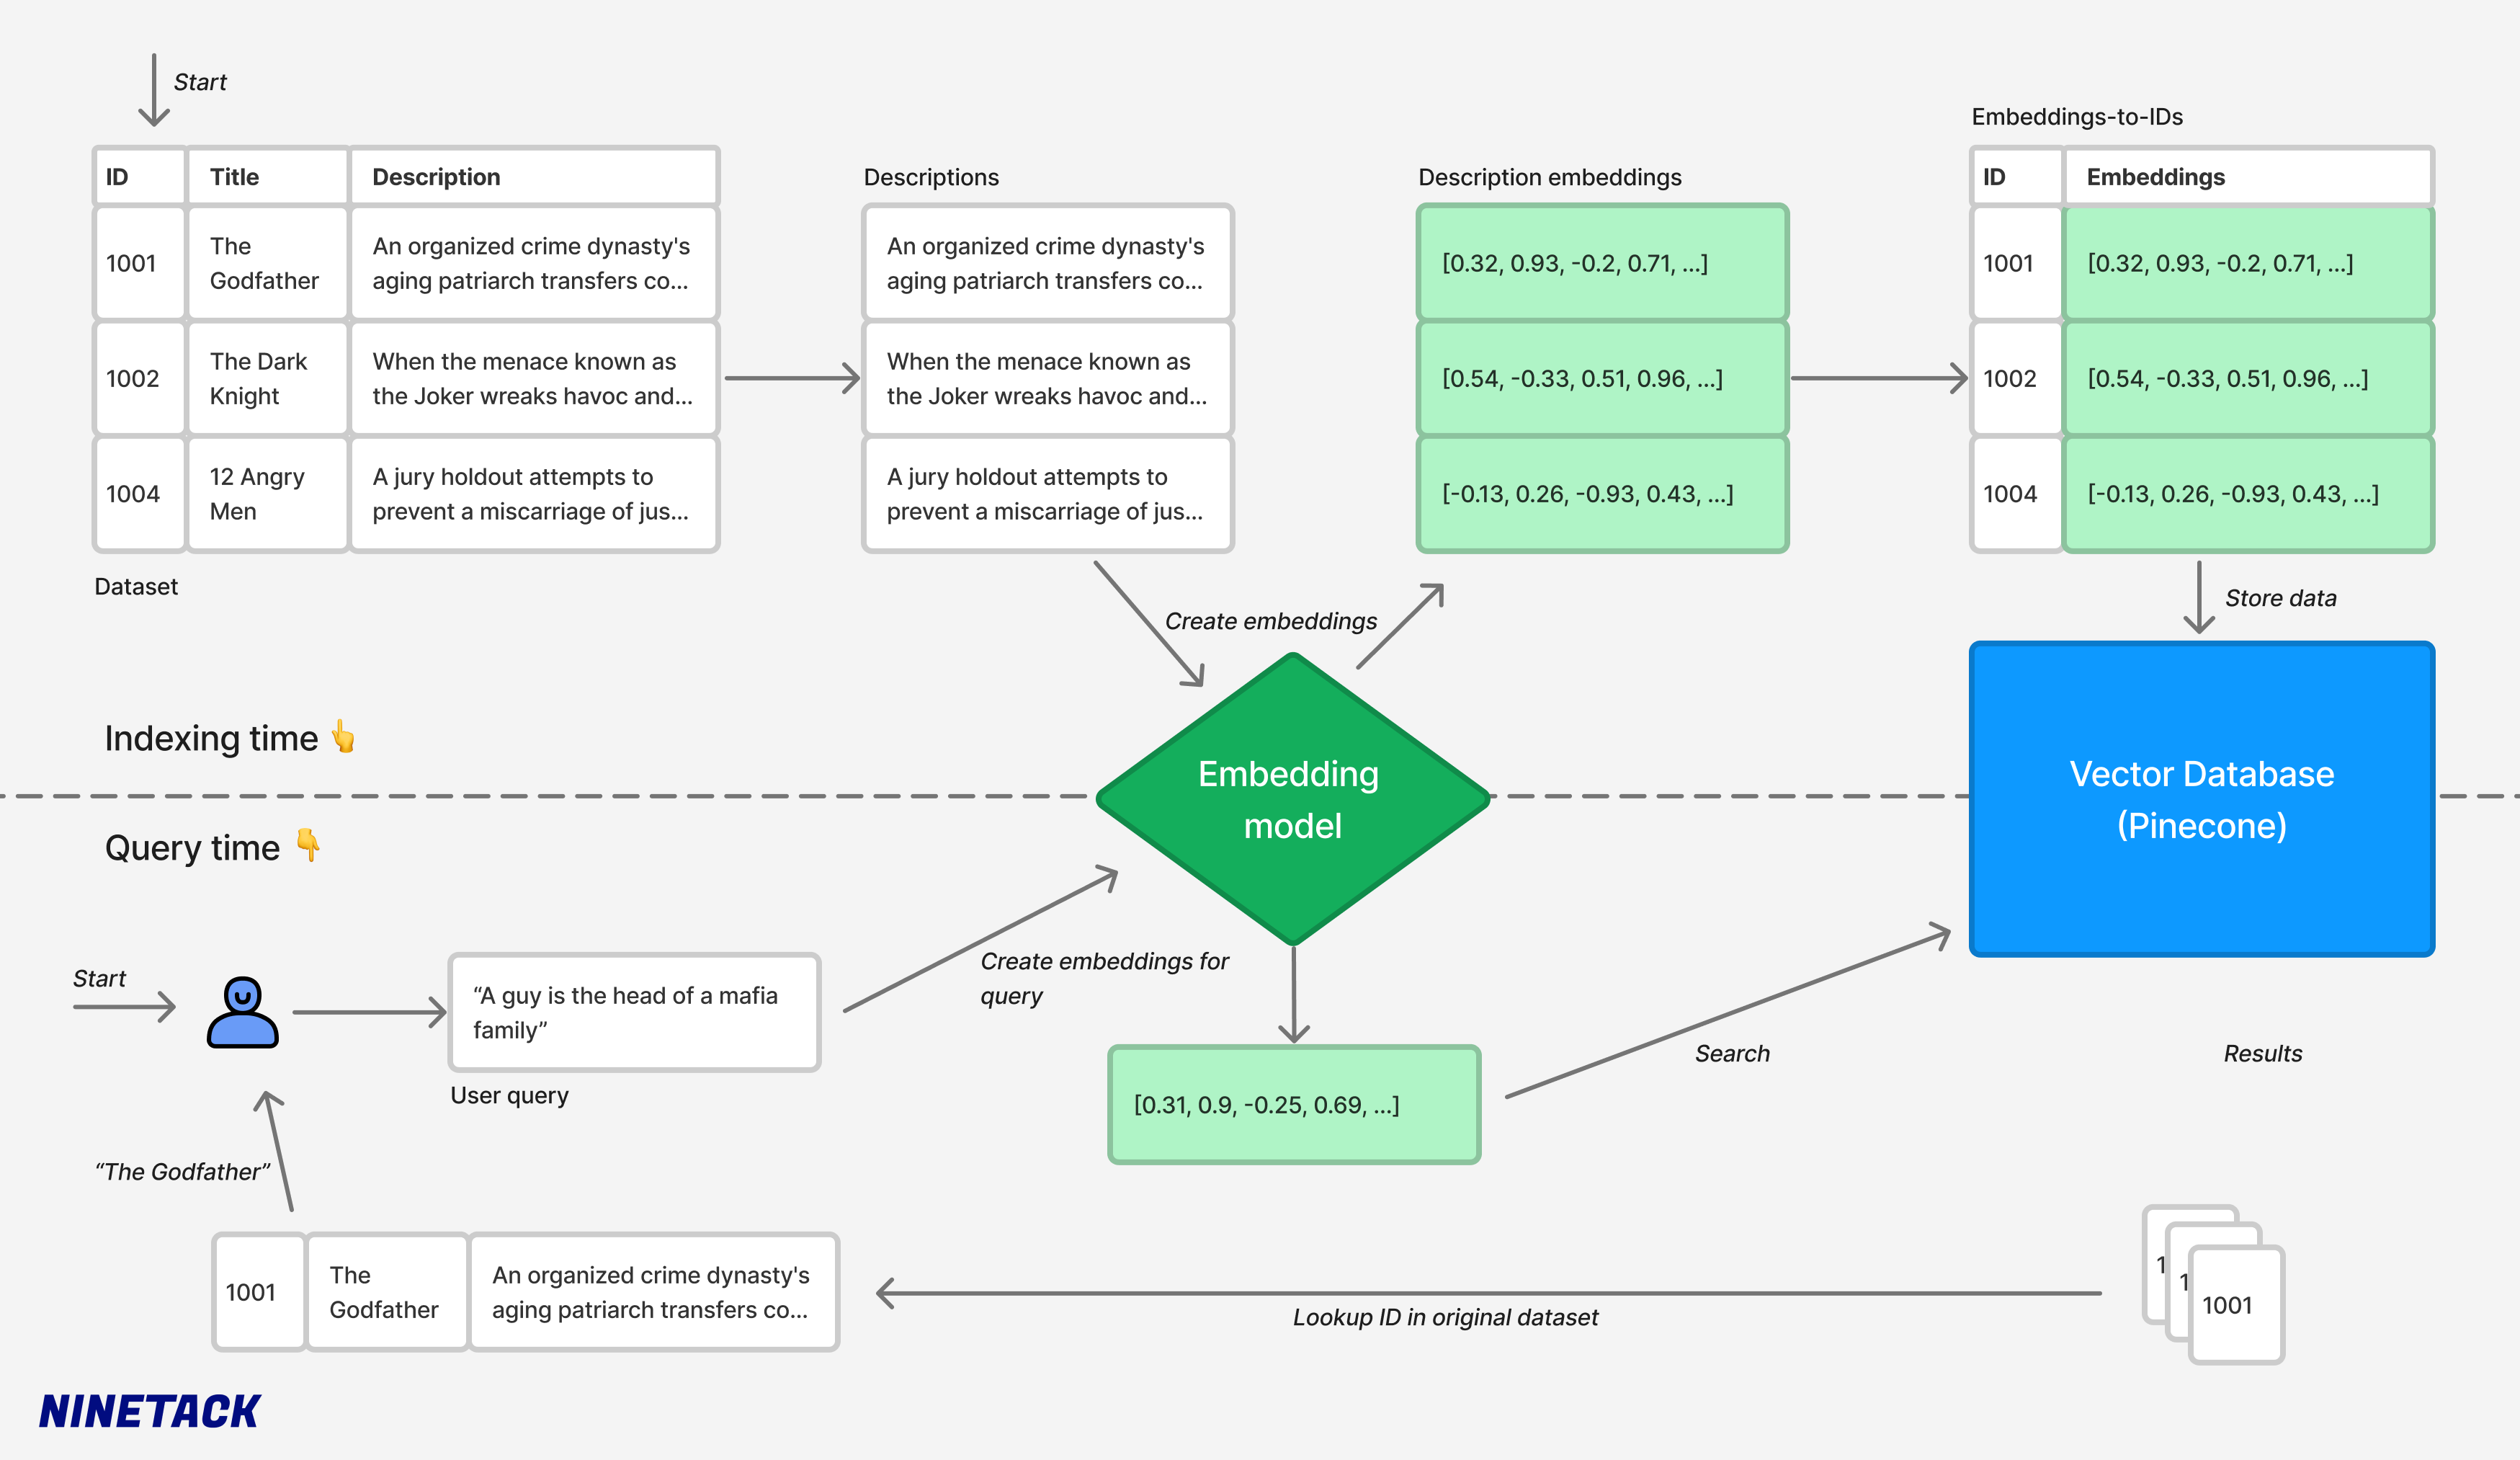 Start
ID
Title
Description
1001
The
Godfather
An organized crime dynasty's
aging patriarch transfers co...
1002
The Dark
Knight
When the menace known as
the Joker wreaks havoc and...
1004
12 Angry
Men
A jury holdout attempts to
prevent a miscarriage of jus...
Dataset
Descriptions
An organized crime dynasty's
aging patriarch transfers co...
When the menace known as
the Joker wreaks havoc and...
A jury holdout attempts to
prevent a miscarriage of jus...
Create embeddings
Description embeddings
[0.32, 0.93, -0.2, 0.71, ...]
[0.54, -0.33, 0.51, 0.96, ...]
[-0.13, 0.26, -0.93, 0.43, ...]
Embeddings-to-IDs
ID
Embeddings
1001
[0.32, 0.93, -0.2, 0.71, ...]
1002
[0.54, -0.33, 0.51, 0.96, ...]
1004
[-0.13, 0.26, -0.93, 0.43, ...]
Store data
Indexing time 👆
Embedding
model
Vector Database
(Pinecone)
Query time 👇
Start
“A guy is the head of a mafia
family”
User query
Create embeddings for
query
[0.31, 0.9, -0.25, 0.69, ...]
Search
Results
1
1
1001
Lookup ID in original dataset
1001
The
Godfather
An organized crime dynasty's
aging patriarch transfers co...
“The Godfather”
NINETACK